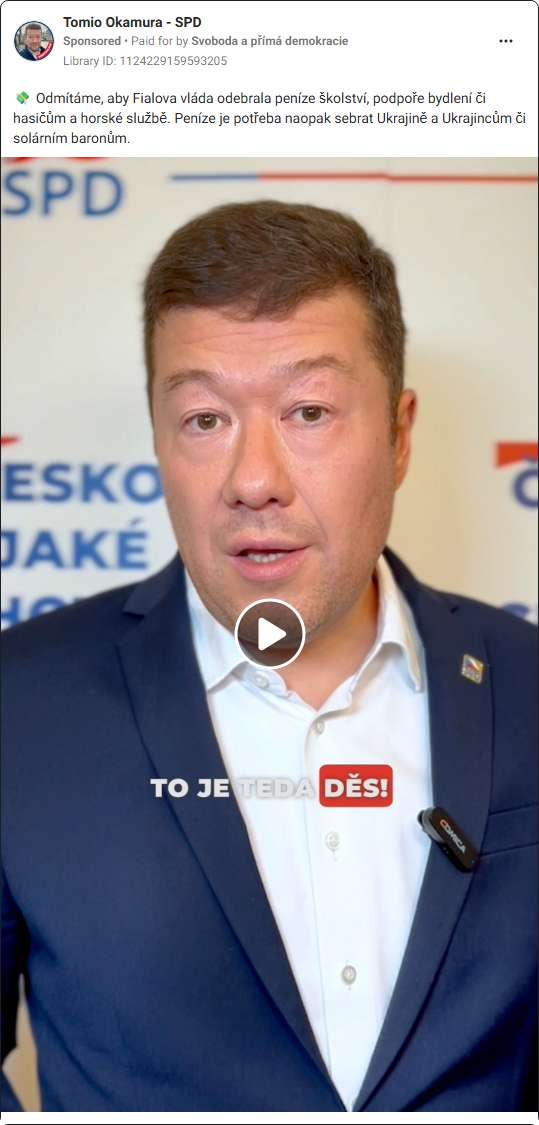 Tomio Okamura - SPD
Sponsored • Paid for by Svoboda a přímá demokracie
Library ID: 1124229159593205
💸 Odmítáme, aby Fialova vláda odebrala peníze školství, podpoře bydlení či
hasičům a horské službě. Peníze je potřeba naopak sebrat Ukrajině a Ukrajincům či
solárním baronům.
SPD
ESKO
JAKÉ
TO JE TEDA DĚS!
COMICA